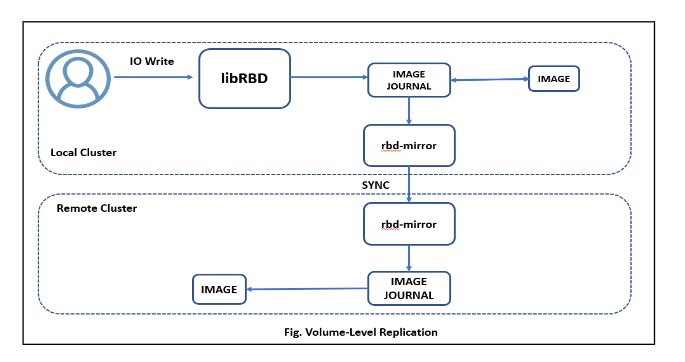 IO Write
libRBD
IMAGE
JOURNAL
IMAGE
rbd-mirror
Local Cluster
SYNC
Remote Cluster
rbd-mirror
IMAGE
IMAGE
JOURNAL
Fig. Volume-Level Replication